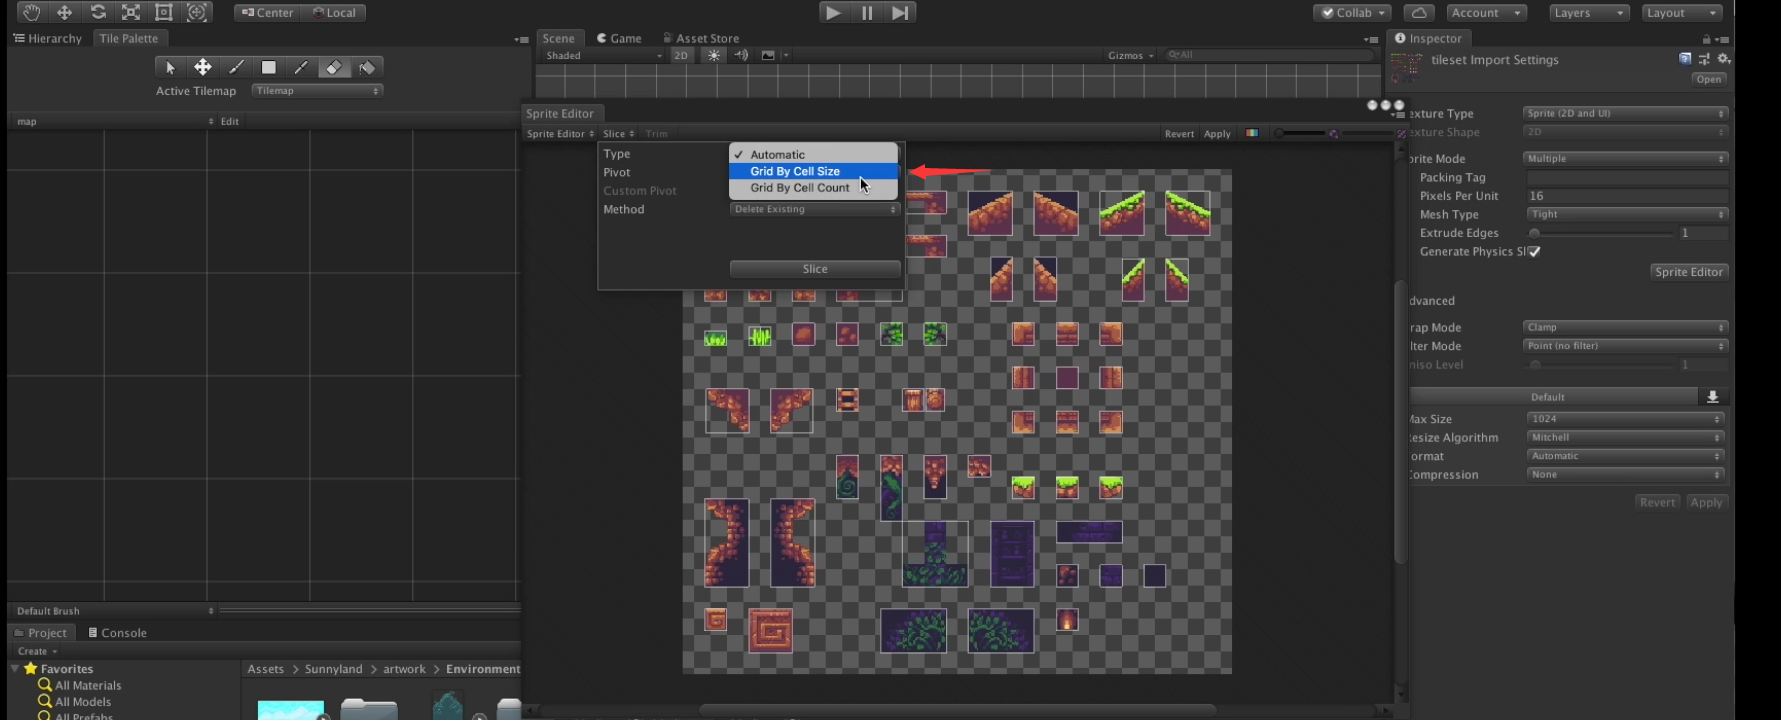 Center Local
Collab Account Layers Layout
Hierarchy Tile Palette
Scene Game Asset Store
Inspector
Shaded 2D Gizmos All
tileset Import Settings
Open
Active Tilemap Tilemap
map Edit
Sprite Editor
Sprite Editor Slice Trim Revert Apply
Type Automatic
Pivot Grid By Cell Size
Custom Pivot Grid By Cell Count
Method Delete Existing
Slice
exture Type Sprite (2D and UI)
exture Shape 2D
rite Mode Multiple
Packing Tag
Pixels Per Unit 16
Mesh Type Tight
Extrude Edges 1
Generate Physics Sl
Sprite Editor
dvanced
rap Mode Clamp
lter Mode Point (no filter)
niso Level 1
Default
Max Size 1024
esize Algorithm Mitchell
ormat Automatic
ompression None
Revert Apply
Default Brush
Project Console
Create
Favorites
All Materials
All Models
All Prefabs
Assets > Sunnyland > artwork > Environment